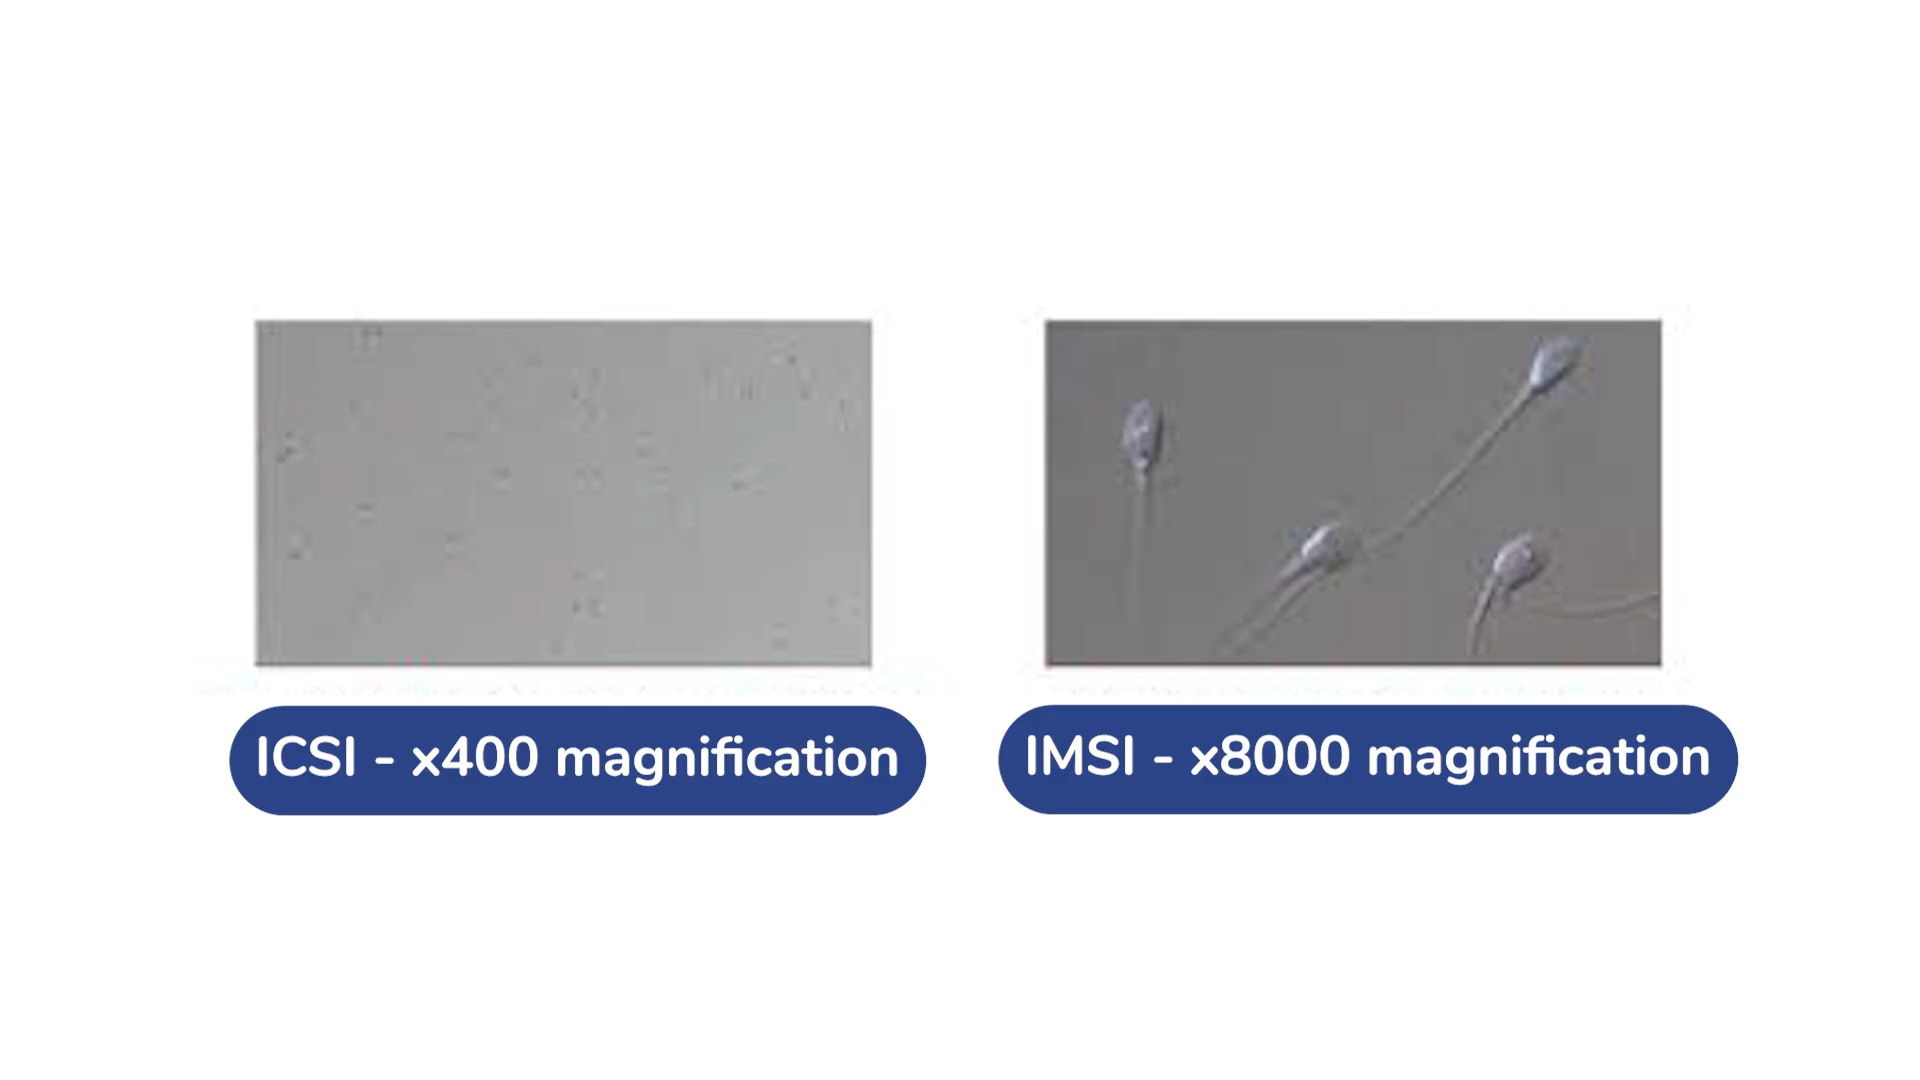 ICSI - x400 magnification
IMSI - x8000 magnification